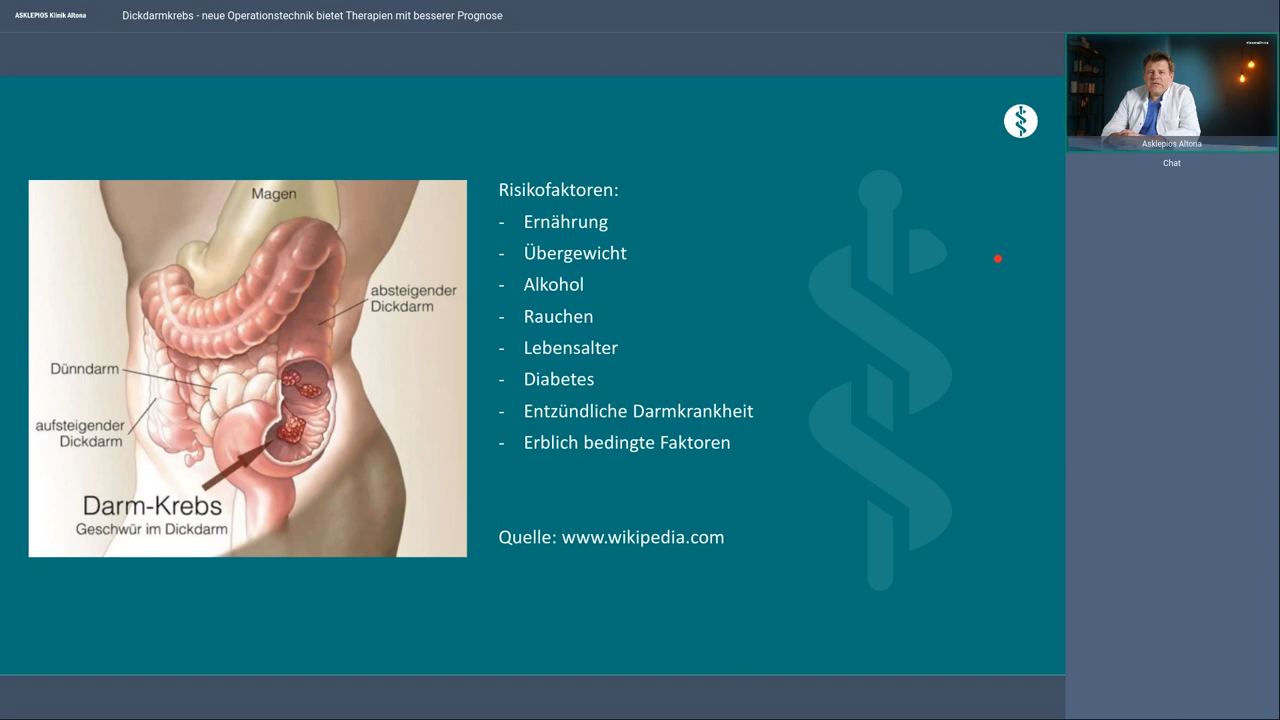 ASKLEPIOS Klinik Altona
Dickdarmkrebs - neue Operationstechnik bietet Therapien mit besserer Prognose
Magen
absteigender
Dickdarm
Dünndarm
aufsteigender
Dickdarm
Darm-Krebs
Geschwür im Dickdarm
Risikofaktoren:
- Ernährung
- Übergewicht
- Alkohol
- Rauchen
- Lebensalter
- Diabetes
- Entzündliche Darmkrankheit
- Erblich bedingte Faktoren
Quelle: www.wikipedia.com
Asklepios Altona
Chat